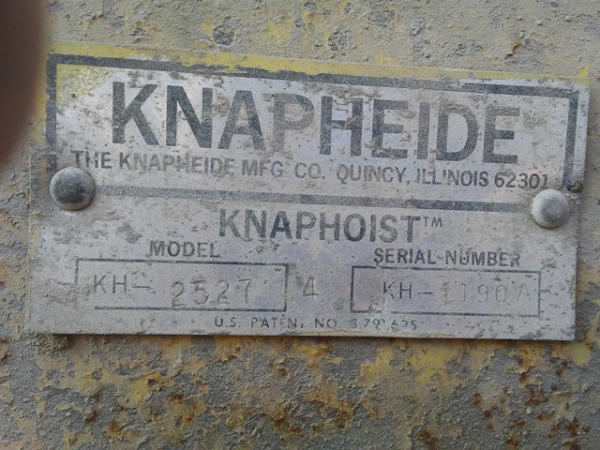 KNAPHEIDE
THE KNAPHEIDE MFG CO. QUINCY, ILLINOIS 62301
KNAPHOIST™
MODEL SERIAL NUMBER
KH- 2527 4 KH-1190A
U.S. PATENT NO.